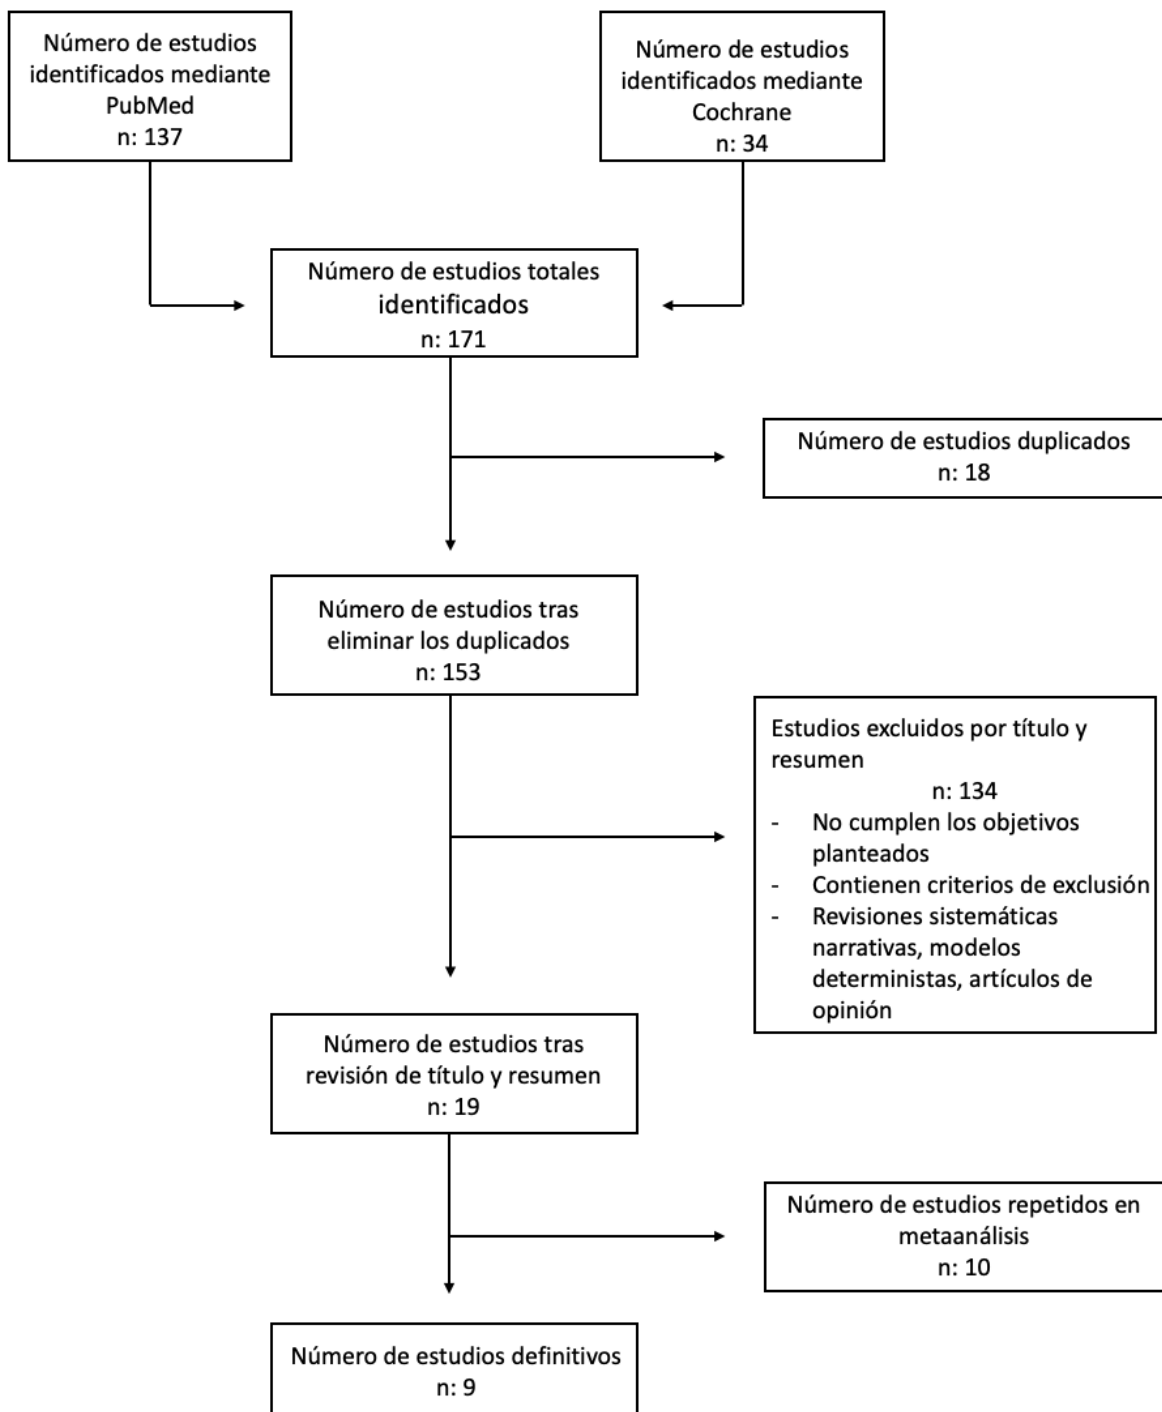 Número de estudios
identificados mediante
PubMed
n: 137
Número de estudios
identificados mediante
Cochrane
n: 34
Número de estudios totales
identificados
n: 171
Número de estudios duplicados
n: 18
Número de estudios tras
eliminar los duplicados
n: 153
Estudios excluidos por título y
resumen
n: 134
- No cumplen los objetivos
planteados
- Contienen criterios de exclusión
- Revisiones sistemáticas
narrativas, modelos
deterministas, artículos de
opinión
Número de estudios tras
revisión de título y resumen
n: 19
Número de estudios repetidos en
metaanálisis
n: 10
Número de estudios definitivos
n: 9